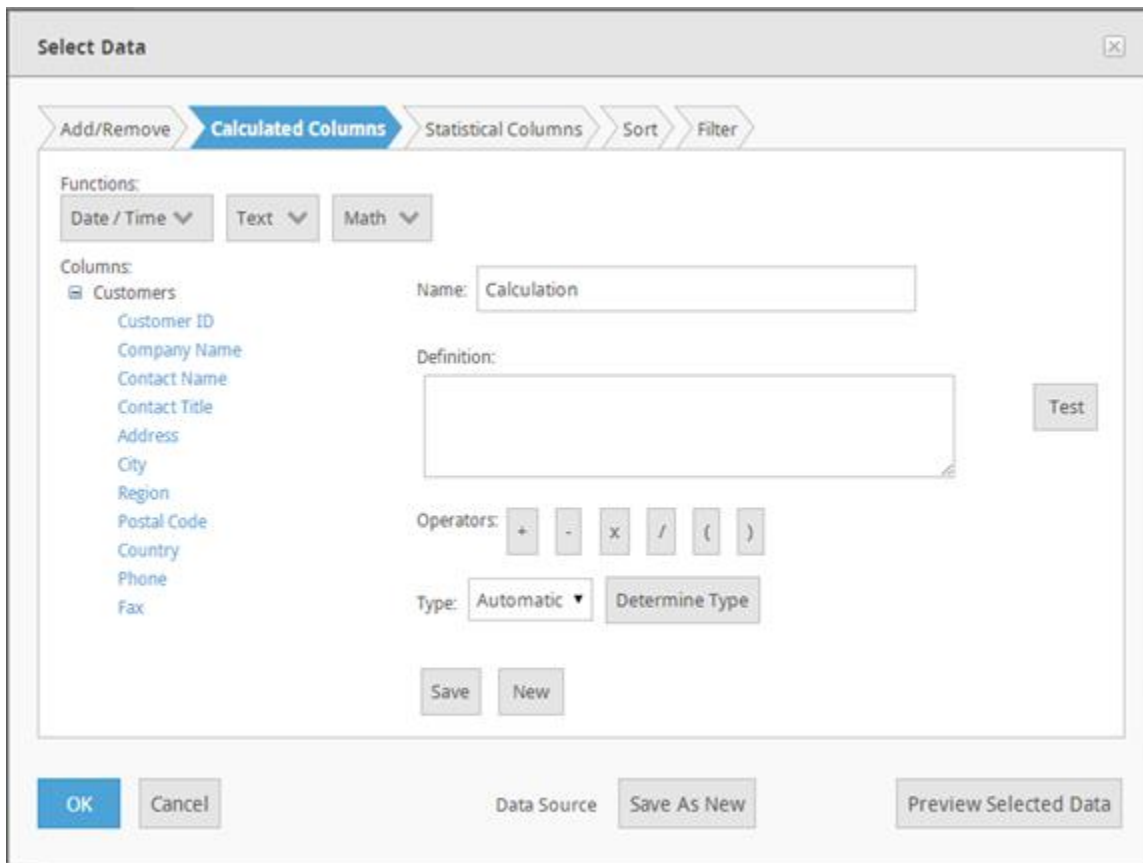 Select Data
Add/Remove Calculated Columns Statistical Columns Sort Filter
Functions:
Date / Time Text Math
Columns:
Customers
Customer ID
Company Name
Contact Name
Contact Title
Address
City
Region
Postal Code
Country
Phone
Fax
Name: Calculation
Definition:
Test
Operators: + - x / ( )
Type: Automatic Determine Type
Save New
OK Cancel Data Source Save As New Preview Selected Data